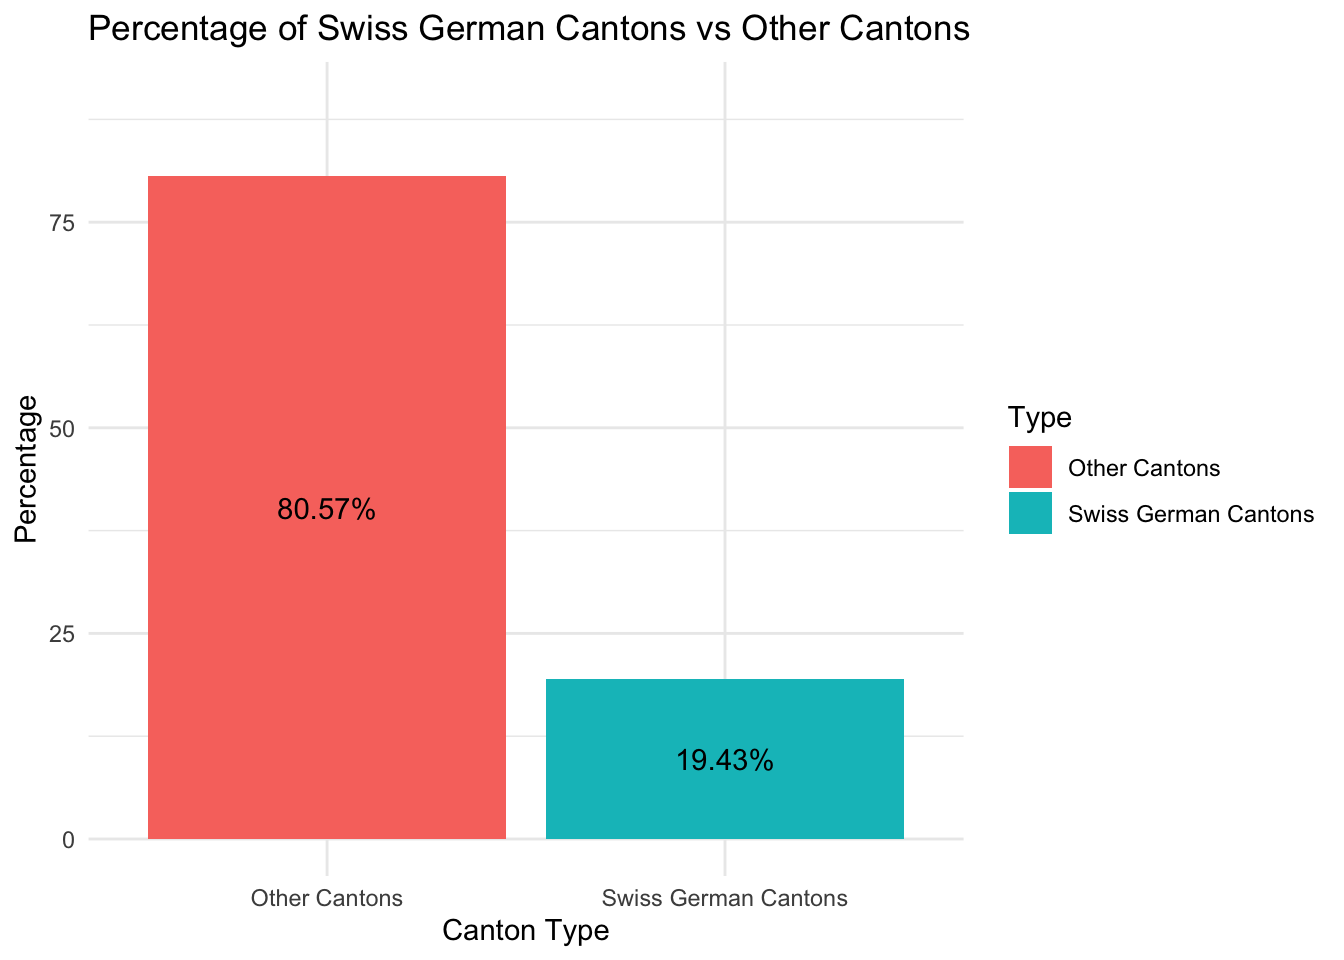 Percentage of Swiss German Cantons vs Other Cantons
Percentage
75
50
25
0
80.57%
19.43%
Other Cantons
Swiss German Cantons
Canton Type
Type
Other Cantons
Swiss German Cantons